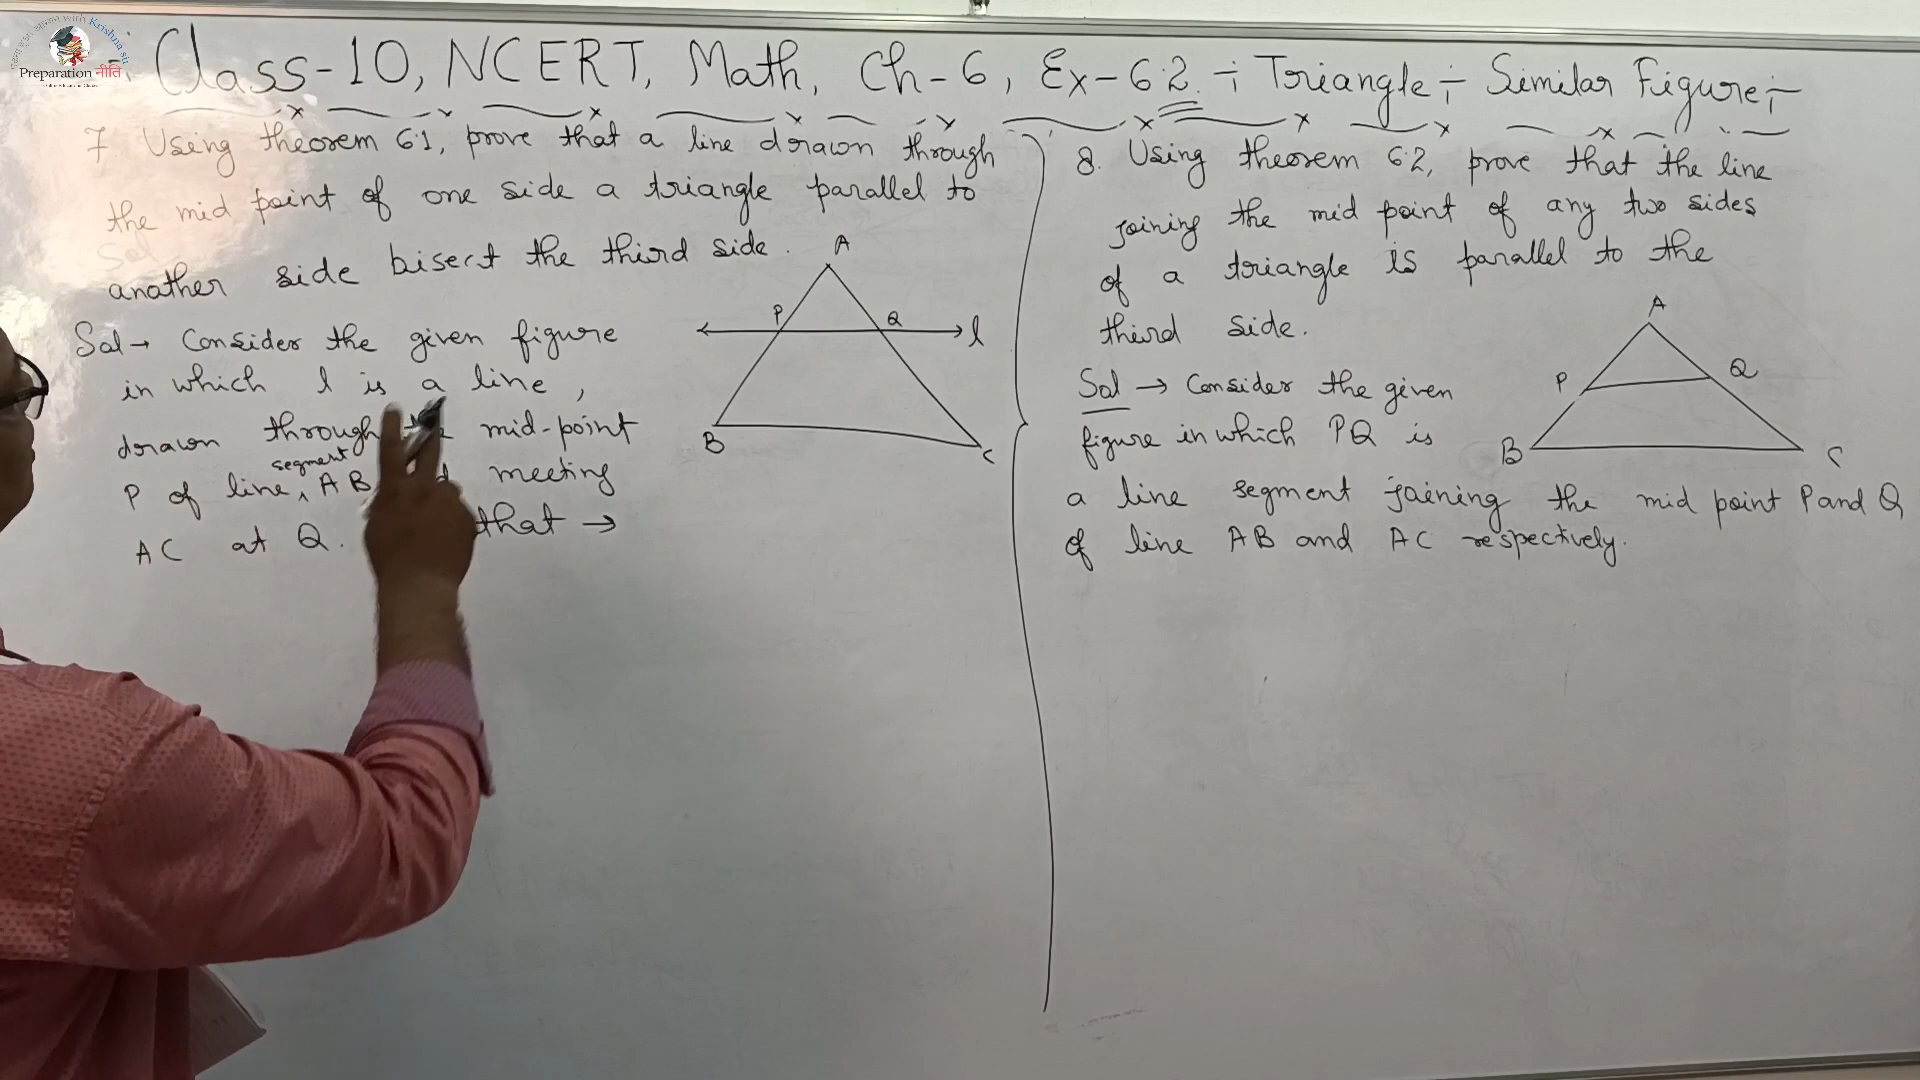 Preparation नीति
: Class-10, NCERT, Math, Ch-6, Ex-6.2 -: Triangle :- Similar Figure :-
7 Using theorem 6.1, prove that a line drawn through
the mid point of one side a triangle parallel to
another side bisect the third side.
Sol → Consider the given figure
in which l is a line,
drawn through mid-point
segment
P of line ^ AB meeting
AC at Q. that →
A
P
Q
l
B
C
8. Using theorem 6.2, prove that the line
joining the mid point of any two sides
of a triangle is parallel to the
third side.
Sol → Consider the given
figure in which PQ is
a line segment joining the mid point P and Q
of line AB and AC respectively.
A
P
Q
B
C